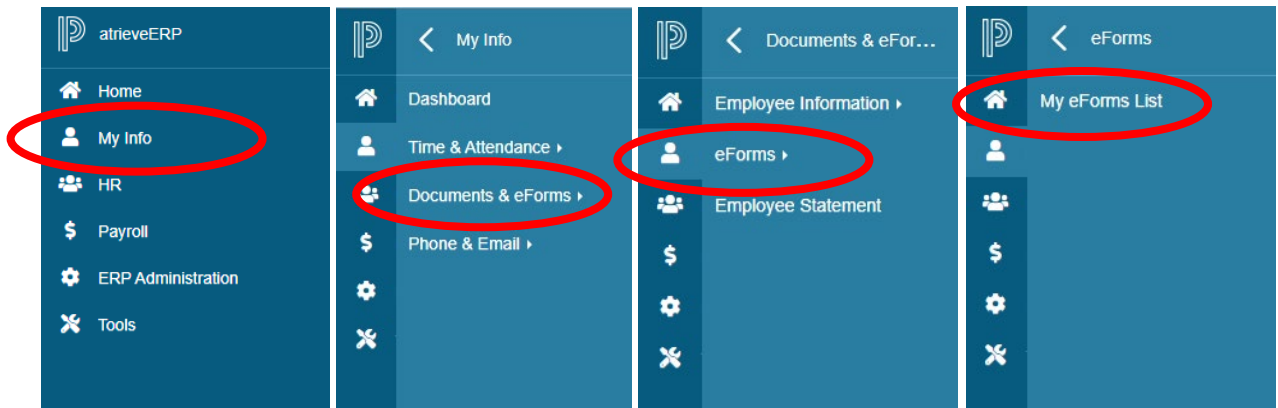 atrieveERP
Home
My Info
HR
Payroll
ERP Administration
Tools
My Info
Dashboard
Time & Attendance
Documents & eForms
Phone & Email
Documents & eFor...
Employee Information
eForms
Employee Statement
eForms
My eForms List